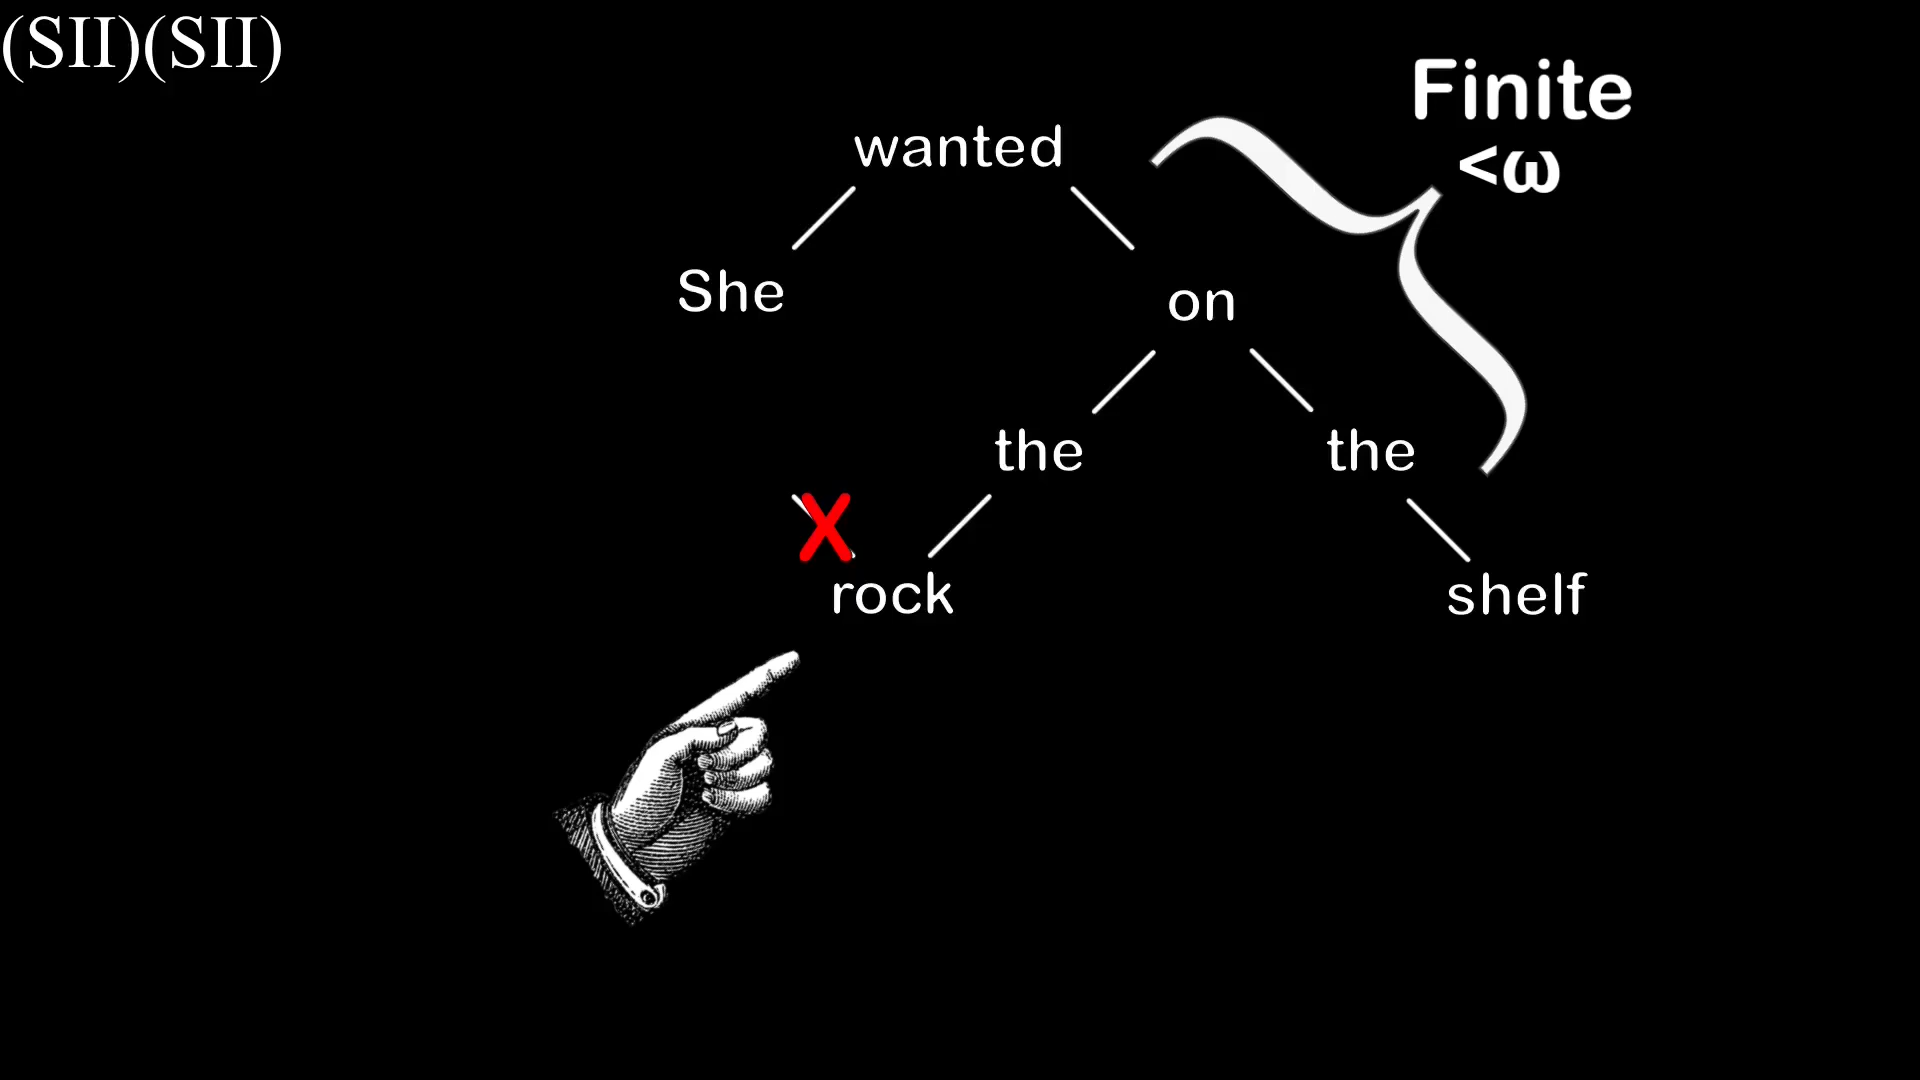 (SII)(SII)
Finite
<ω
wanted
She
on
the
the
X
rock
shelf